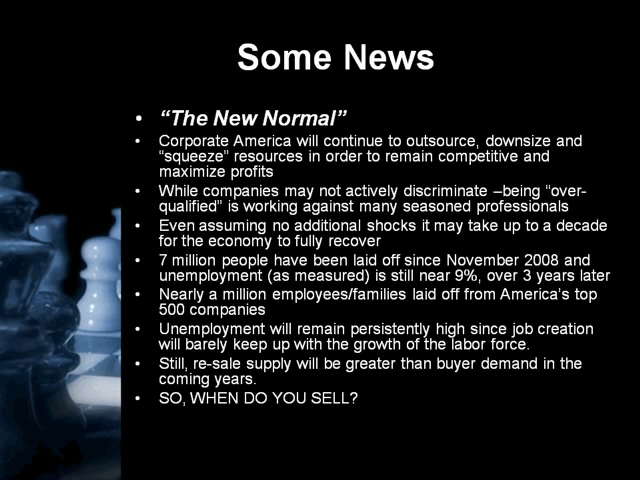 Some News
• “The New Normal”
• Corporate America will continue to outsource, downsize and
“squeeze” resources in order to remain competitive and
maximize profits
• While companies may not actively discriminate –being “over-
qualified” is working against many seasoned professionals
• Even assuming no additional shocks it may take up to a decade
for the economy to fully recover
• 7 million people have been laid off since November 2008 and
unemployment (as measured) is still near 9%, over 3 years later
• Nearly a million employees/families laid off from America’s top
500 companies
• Unemployment will remain persistently high since job creation
will barely keep up with the growth of the labor force.
• Still, re-sale supply will be greater than buyer demand in the
coming years.
• SO, WHEN DO YOU SELL?